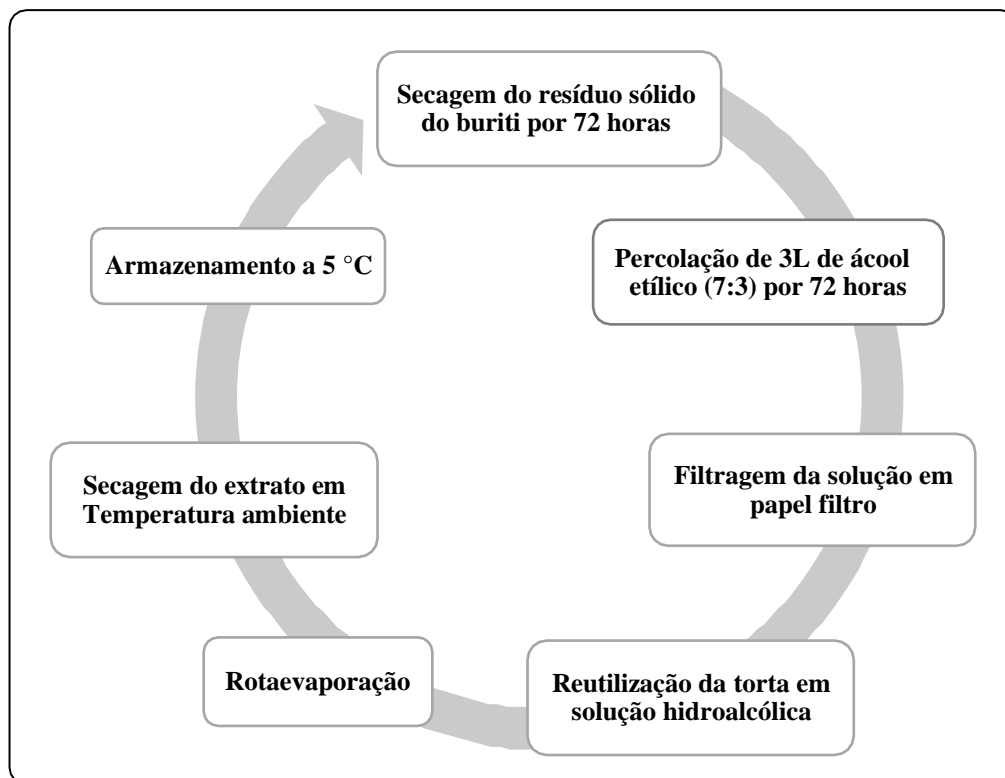 Secagem do resíduo sólido
do buriti por 72 horas
Percolação de 3L de ácool
etílico (7:3) por 72 horas
Filtragem da solução em
papel filtro
Reutilização da torta em
solução hidroalcólica
Rotaevaporação
Secagem do extrato em
Temperatura ambiente
Armazenamento a 5 °C